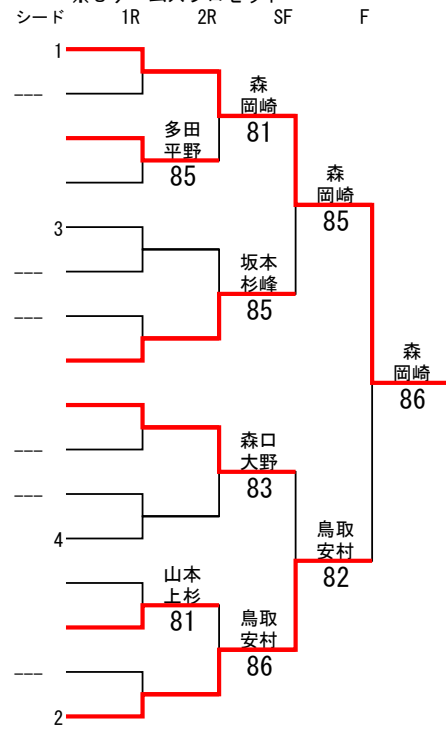 シード 1R 2R SF F
1
---
森
岡崎
81
多田
平野
85
森
岡崎
85
3
---
坂本
杉峰
85
---
森
岡崎
86
---
森口
大野
83
---
4
鳥取
安村
82
山本
上杉
81
鳥取
安村
86
---
2